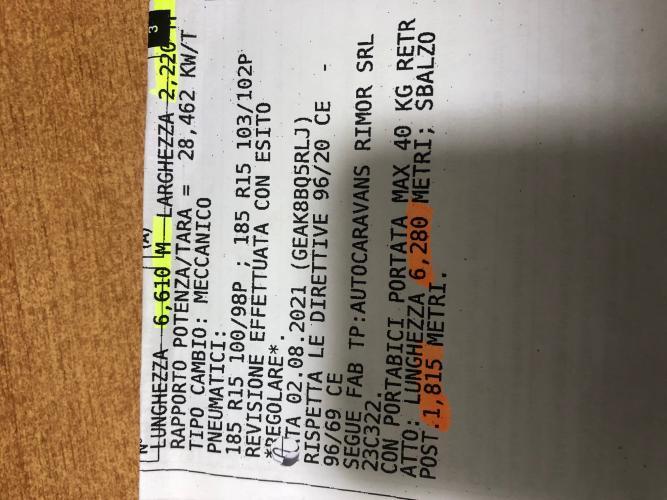 3
N°
(A)
LUNGHEZZA 6,610 M LARGHEZZA 2,220 M
RAPPORTO POTENZA/TARA = 28,462 KW/T
TIPO CAMBIO: MECCANICO
PNEUMATICI:
185 R15 100/98P ; 185 R15 103/102P
REVISIONE EFFETTUATA CON ESITO
*REGOLARE*.
CTA 02.08.2021 (GEAK8BQ5RLJ)
RISPETTA LE DIRETTIVE 96/20 CE -
96/69 CE
SEGUE FAB TP:AUTOCARAVANS RIMOR SRL
23C322.
CON PORTABICI PORTATA MAX 40 KG RETR
ATTO: LUNGHEZZA 6,280 METRI; SBALZO
POST.1,815 METRI.